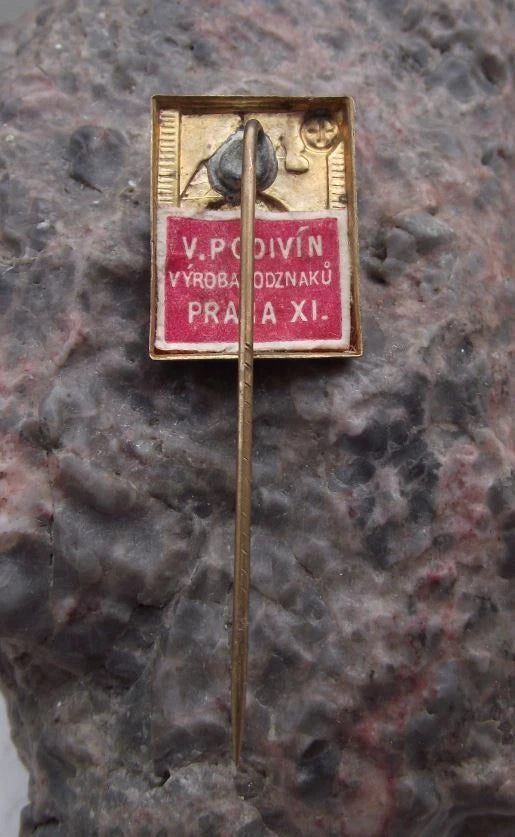 V. PODIVÍN
VÝROBA ODZNAKŮ
PRAHA XI.